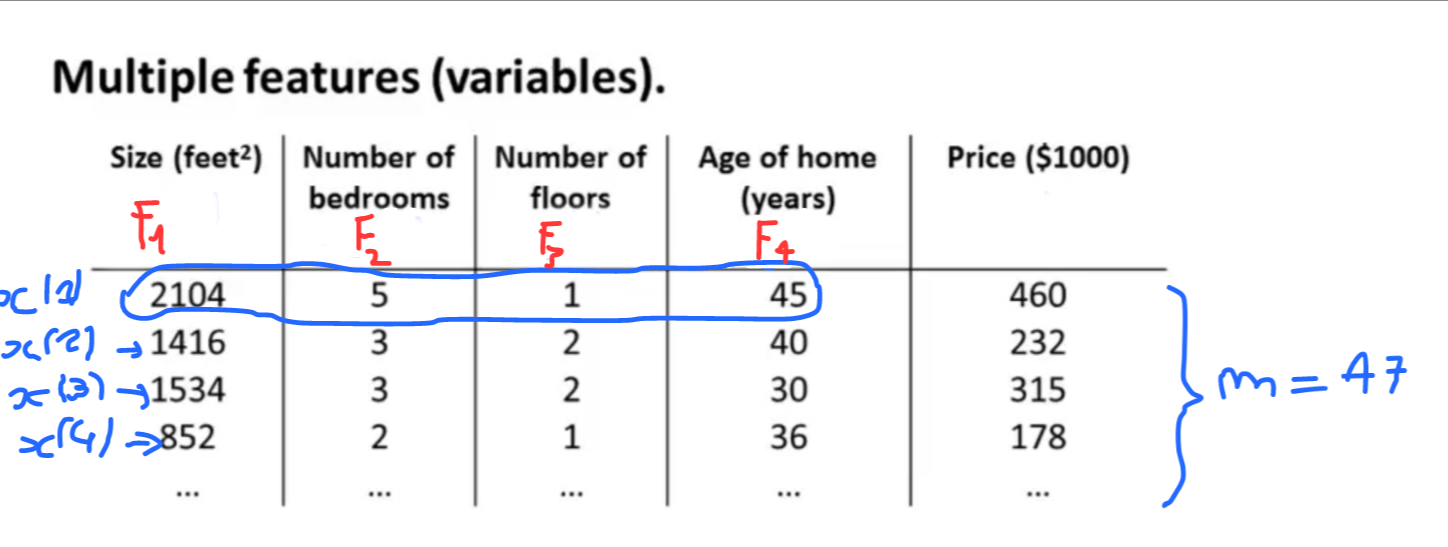 Multiple features (variables).
Size (feet²) Number of bedrooms Number of floors Age of home (years) Price ($1000)
F1 F2 F3 F4
x(1) 2104 5 1 45 460
x(2) → 1416 3 2 40 232
x(3) → 1534 3 2 30 315
x(4) → 852 2 1 36 178
... ... ... ... ...
m = 47